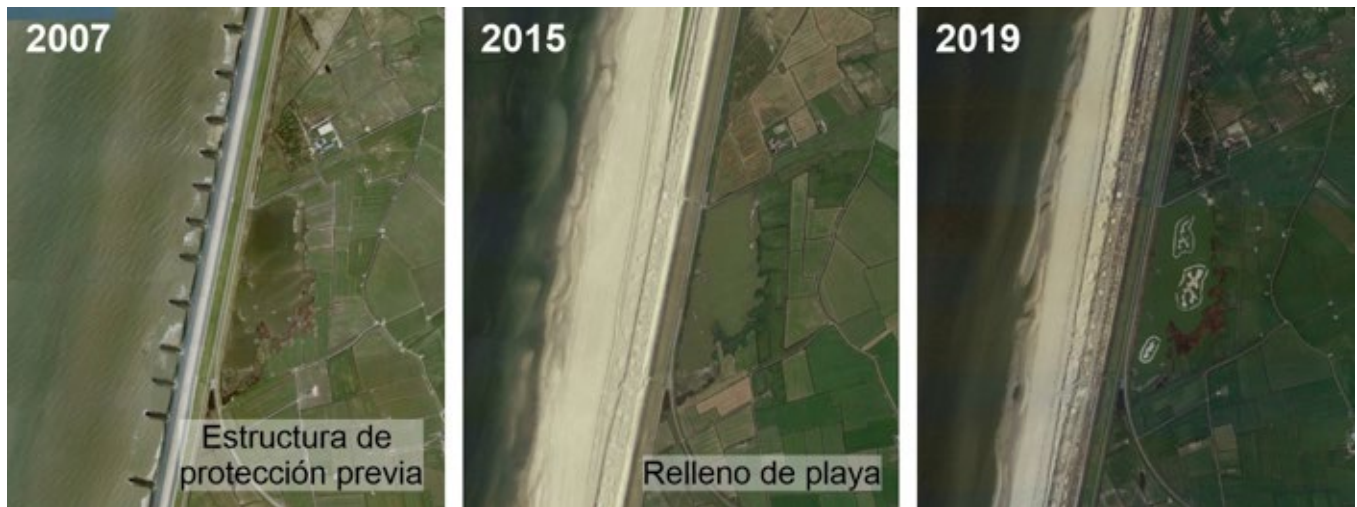 2007
2015
2019
Estructura de
protección previa
Relleno de playa